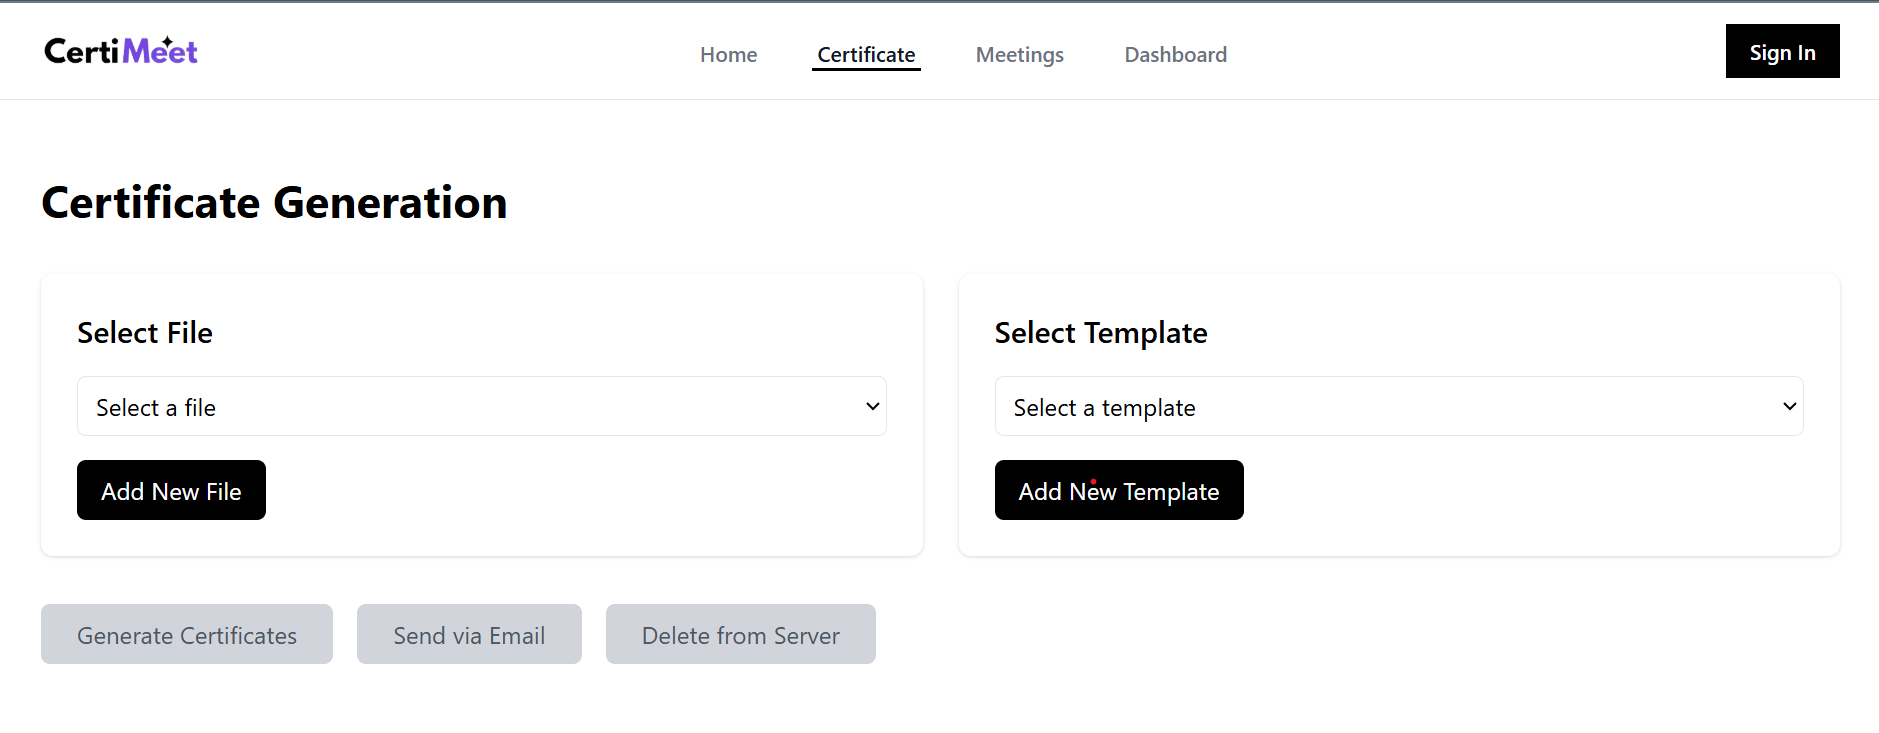 CertiMeet
Home
Certificate
Meetings
Dashboard
Sign In
Certificate Generation
Select File
Select a file
Add New File
Select Template
Select a template
Add New Template
Generate Certificates
Send via Email
Delete from Server